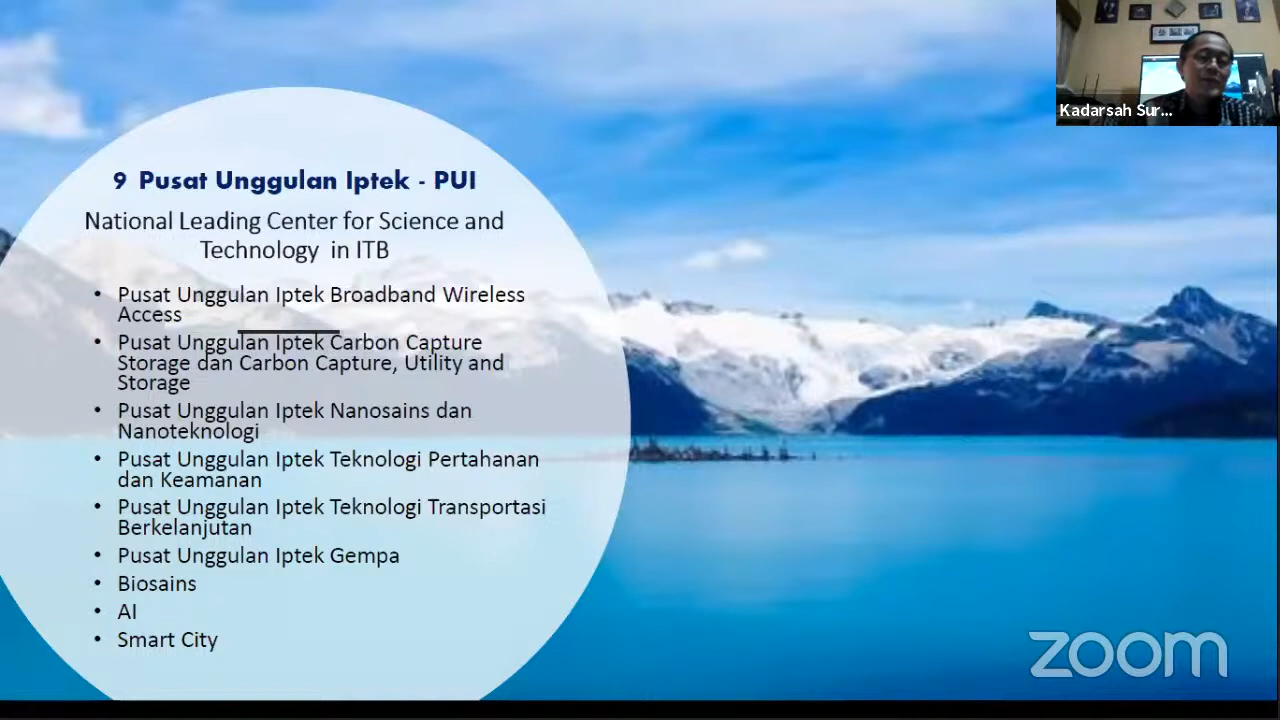 Kadarsah Sur...
9 Pusat Unggulan Iptek - PUI
National Leading Center for Science and
Technology in ITB
• Pusat Unggulan Iptek Broadband Wireless
Access
• Pusat Unggulan Iptek Carbon Capture
Storage dan Carbon Capture, Utility and
Storage
• Pusat Unggulan Iptek Nanosains dan
Nanoteknologi
• Pusat Unggulan Iptek Teknologi Pertahanan
dan Keamanan
• Pusat Unggulan Iptek Teknologi Transportasi
Berkelanjutan
• Pusat Unggulan Iptek Gempa
• Biosains
• AI
• Smart City
zoom